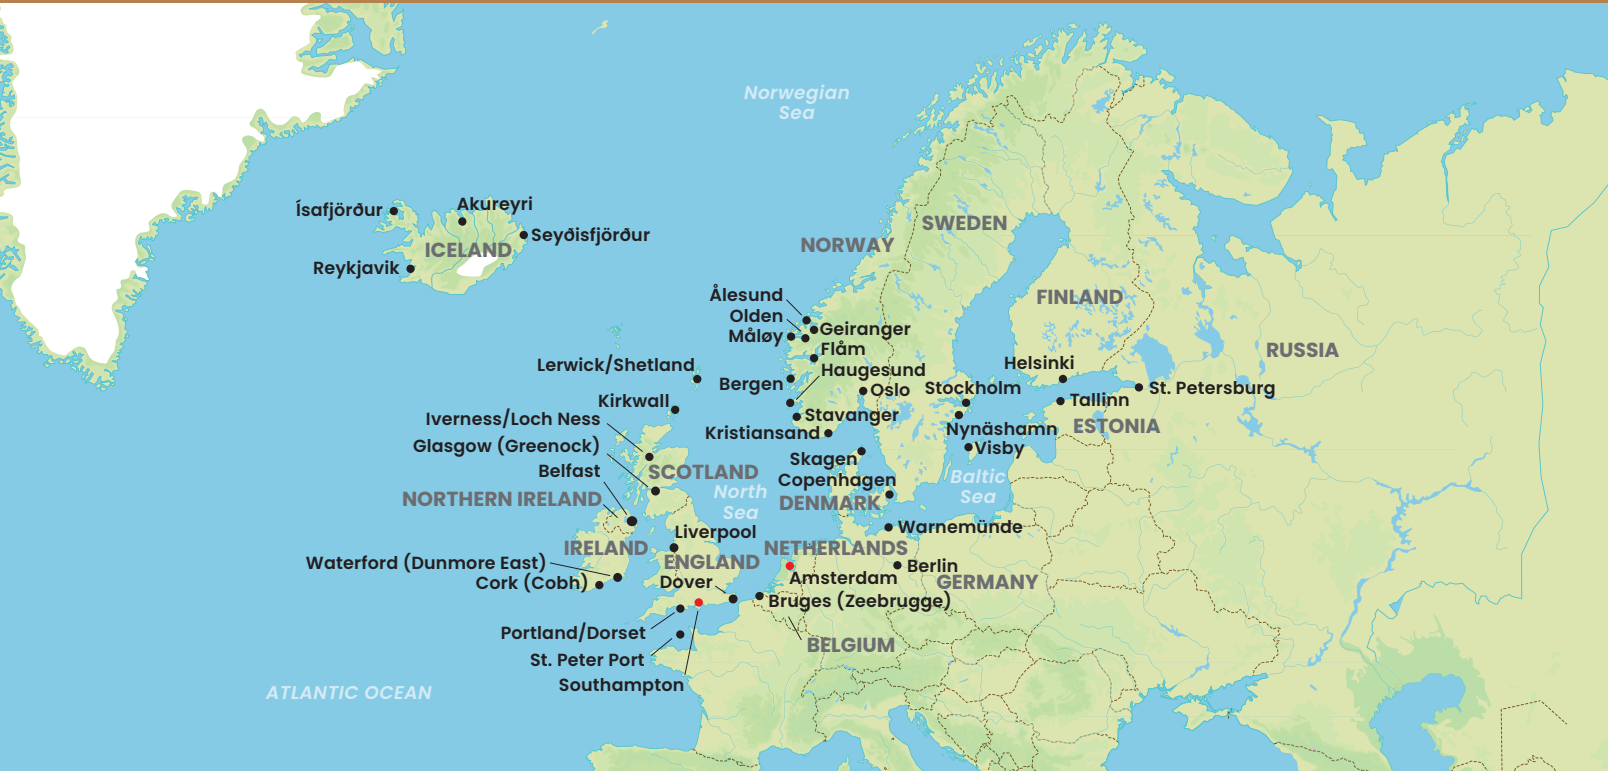 Norwegian
Sea
Ísafjörður
Akureyri
Seyðisfjörður
ICELAND
Reykjavik
SWEDEN
NORWAY
FINLAND
RUSSIA
Ålesund
Olden
Måløy
Geiranger
Flåm
Haugesund
Bergen
Oslo
Stavanger
Kristiansand
Lerwick/Shetland
Kirkwall
Iverness/Loch Ness
Glasgow (Greenock)
Belfast
SCOTLAND
NORTHERN IRELAND
North
Sea
Helsinki
Stockholm
Tallinn
St. Petersburg
ESTONIA
Nynäshamn
Visby
Baltic
Sea
Skagen
Copenhagen
DENMARK
Warnemünde
Liverpool
IRELAND
ENGLAND
NETHERLANDS
Berlin
GERMANY
Amsterdam
Waterford (Dunmore East)
Cork (Cobh)
Dover
Bruges (Zeebrugge)
BELGIUM
Portland/Dorset
St. Peter Port
Southampton
ATLANTIC OCEAN